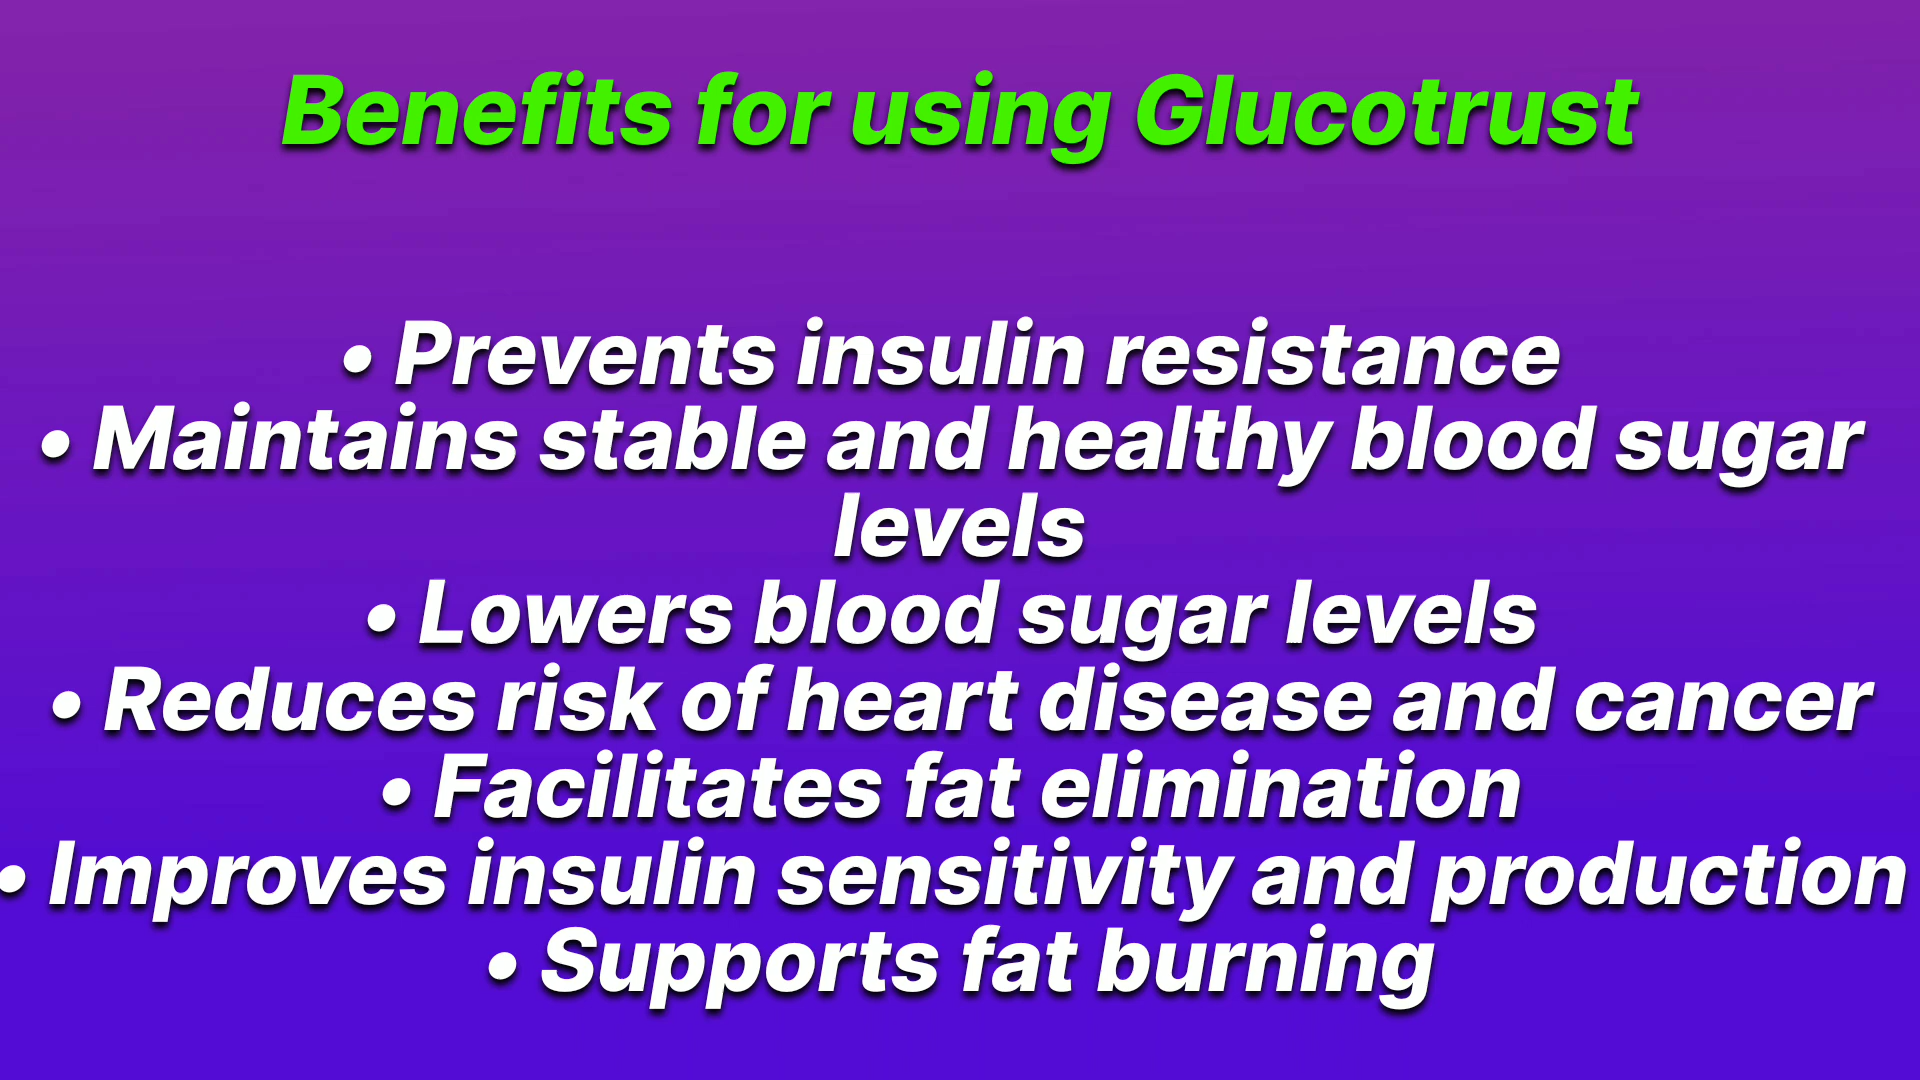 Benefits for using Glucotrust
• Prevents insulin resistance
• Maintains stable and healthy blood sugar
levels
• Lowers blood sugar levels
• Reduces risk of heart disease and cancer
• Facilitates fat elimination
• Improves insulin sensitivity and production
• Supports fat burning